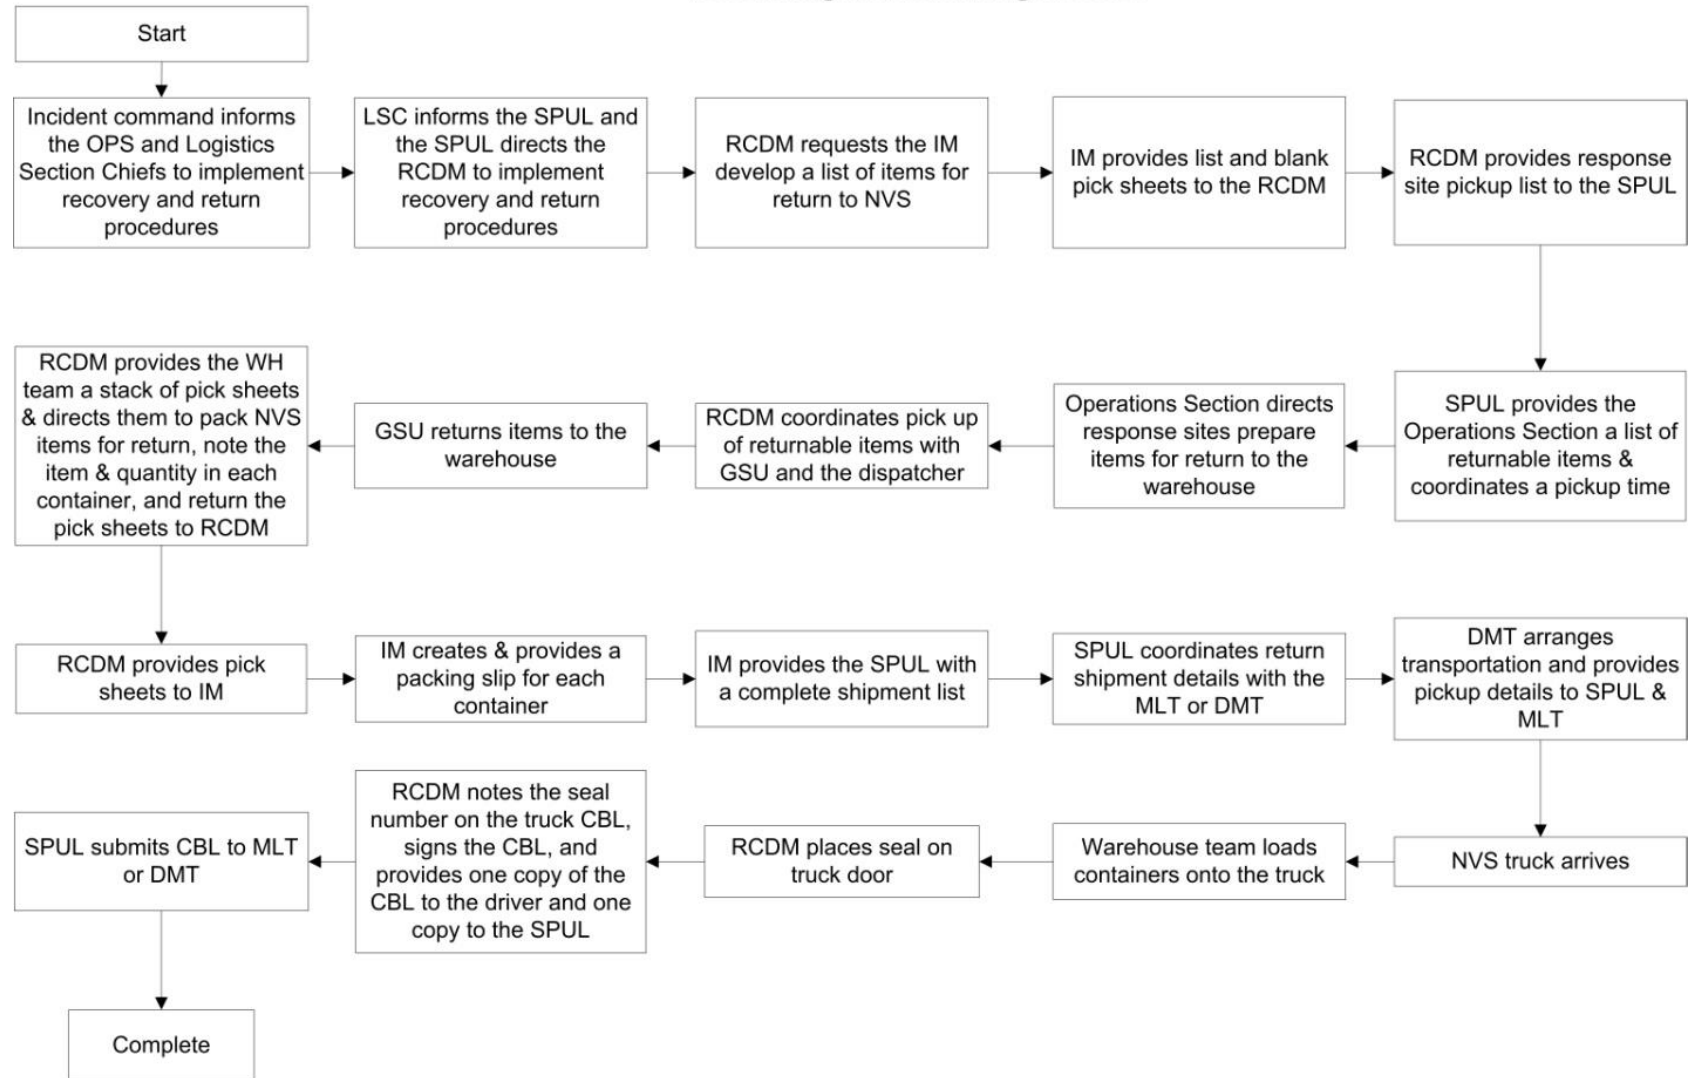 Start
Incident command informs
the OPS and Logistics
Section Chiefs to implement
recovery and return
procedures
LSC informs the SPUL and
the SPUL directs the
RCDM to implement
recovery and return
procedures
RCDM requests the IM
develop a list of items for
return to NVS
IM provides list and blank
pick sheets to the RCDM
RCDM provides response
site pickup list to the SPUL
SPUL provides the
Operations Section a list of
returnable items &
coordinates a pickup time
Operations Section directs
response sites prepare
items for return to the
warehouse
RCDM coordinates pick up
of returnable items with
GSU and the dispatcher
GSU returns items to the
warehouse
RCDM provides the WH
team a stack of pick sheets
& directs them to pack NVS
items for return, note the
item & quantity in each
container, and return the
pick sheets to RCDM
RCDM provides pick
sheets to IM
IM creates & provides a
packing slip for each
container
IM provides the SPUL with
a complete shipment list
SPUL coordinates return
shipment details with the
MLT or DMT
DMT arranges
transportation and provides
pickup details to SPUL &
MLT
NVS truck arrives
Warehouse team loads
containers onto the truck
RCDM places seal on
truck door
RCDM notes the seal
number on the truck CBL,
signs the CBL, and
provides one copy of the
CBL to the driver and one
copy to the SPUL
SPUL submits CBL to MLT
or DMT
Complete